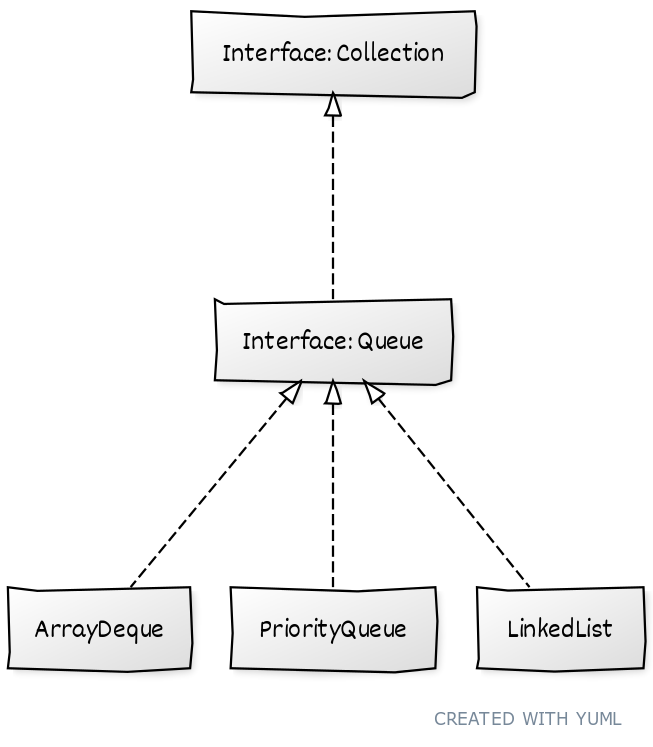 Interface: Collection
Interface: Queue
ArrayDeque
PriorityQueue
LinkedList
CREATED WITH YUML